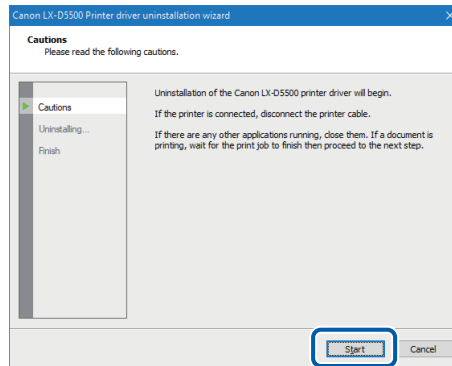 Canon LX-D5500 Printer driver uninstallation wizard
Cautions
Please read the following cautions.
Cautions
Uninstalling...
Finish
Uninstallation of the Canon LX-D5500 printer driver will begin.
If the printer is connected, disconnect the printer cable.
If there are any other applications running, close them. If a document is
printing, wait for the print job to finish then proceed to the next step.
Start
Cancel